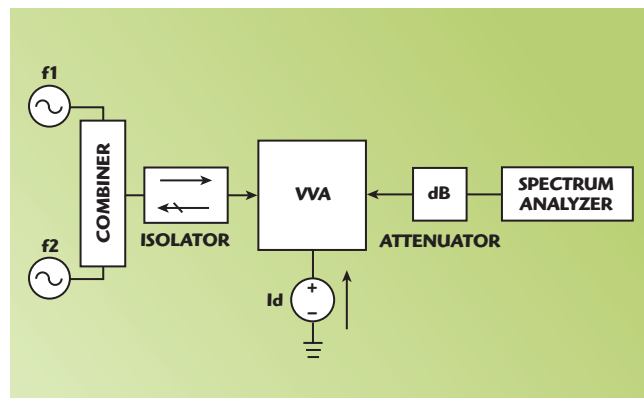 f1
COMBINER
f2
ISOLATOR
VVA
Id
+
−
dB
ATTENUATOR
SPECTRUM
ANALYZER